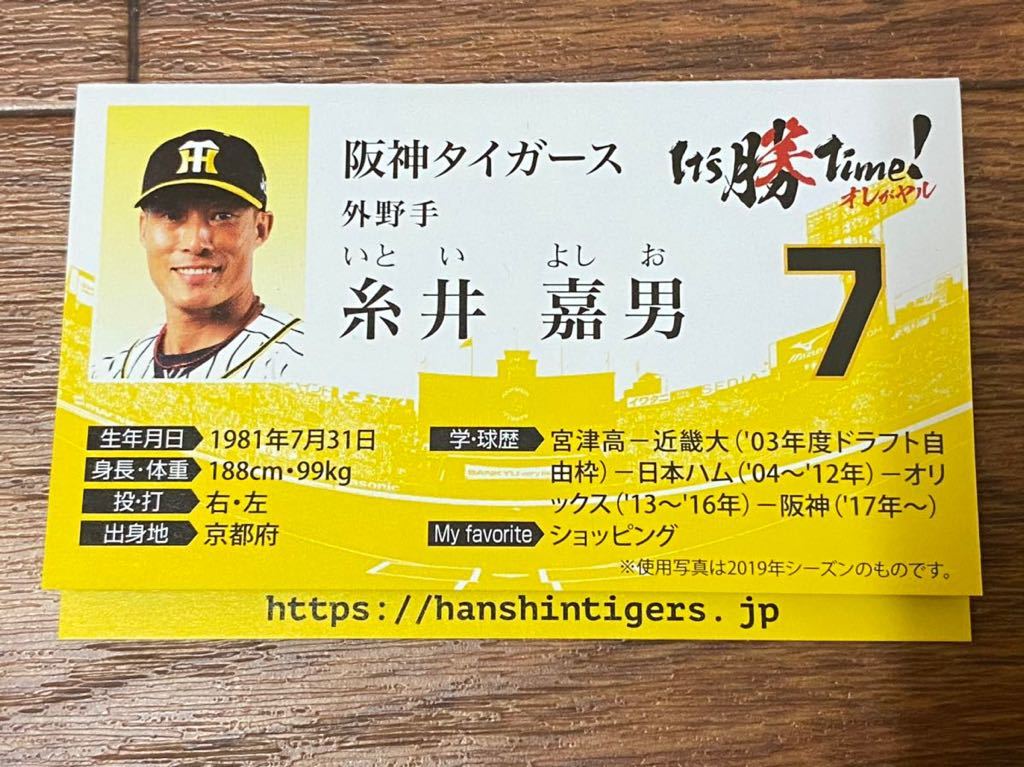 阪神タイガース
It's 勝 time!
オレがヤル
外野手
いと い よし お
糸井 嘉男
7
生年月日 1981年7月31日
身長・体重 188cm・99kg
投・打 右・左
出身地 京都府
学・球歴 宮津高－近畿大('03年度ドラフト自
由枠)－日本ハム('04～'12年)－オリ
ックス('13～'16年)－阪神('17年～)
My favorite ショッピング
※使用写真は2019年シーズンのものです。
https://hanshintigers.jp